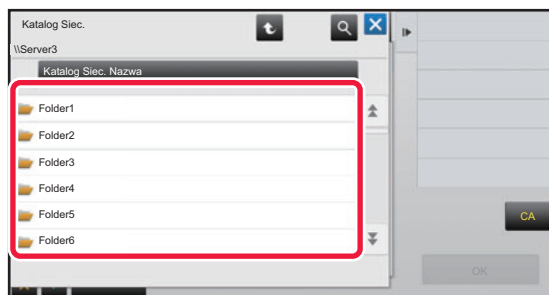 Katalog Siec.
\\Server3
Katalog Siec. Nazwa
Folder1
Folder2
Folder3
Folder4
Folder5
Folder6
CA
OK